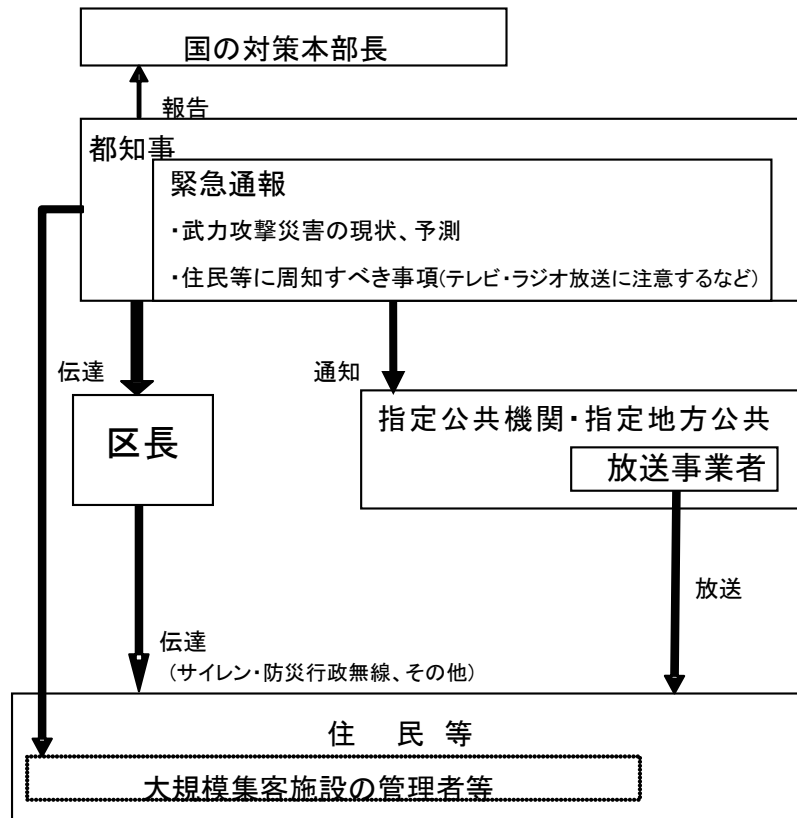 国の対策本部長
報告
都知事
緊急通報
・武力攻撃災害の現状、予測
・住民等に周知すべき事項(テレビ・ラジオ放送に注意するなど)
伝達
通知
区長
指定公共機関・指定地方公共
放送事業者
放送
伝達
(サイレン・防災行政無線、その他)
住 民 等
大規模集客施設の管理者等